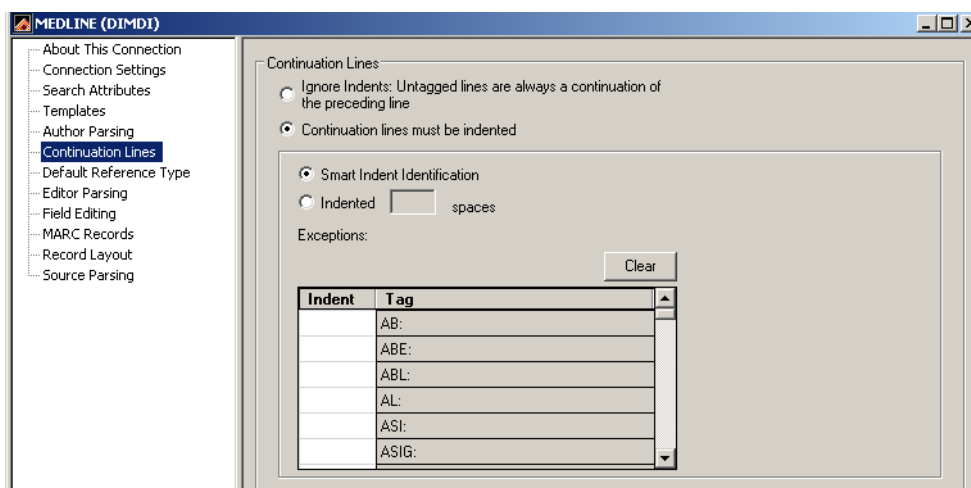 MEDLINE (DIMDI)
About This Connection
Connection Settings
Search Attributes
Templates
Author Parsing
Continuation Lines
Default Reference Type
Editor Parsing
Field Editing
MARC Records
Record Layout
Source Parsing
Continuation Lines
Ignore Indents: Untagged lines are always a continuation of
the preceding line
Continuation lines must be indented
Smart Indent Identification
Indented spaces
Exceptions:
Clear
Indent Tag
AB:
ABE:
ABL:
AL:
ASI:
ASIG: